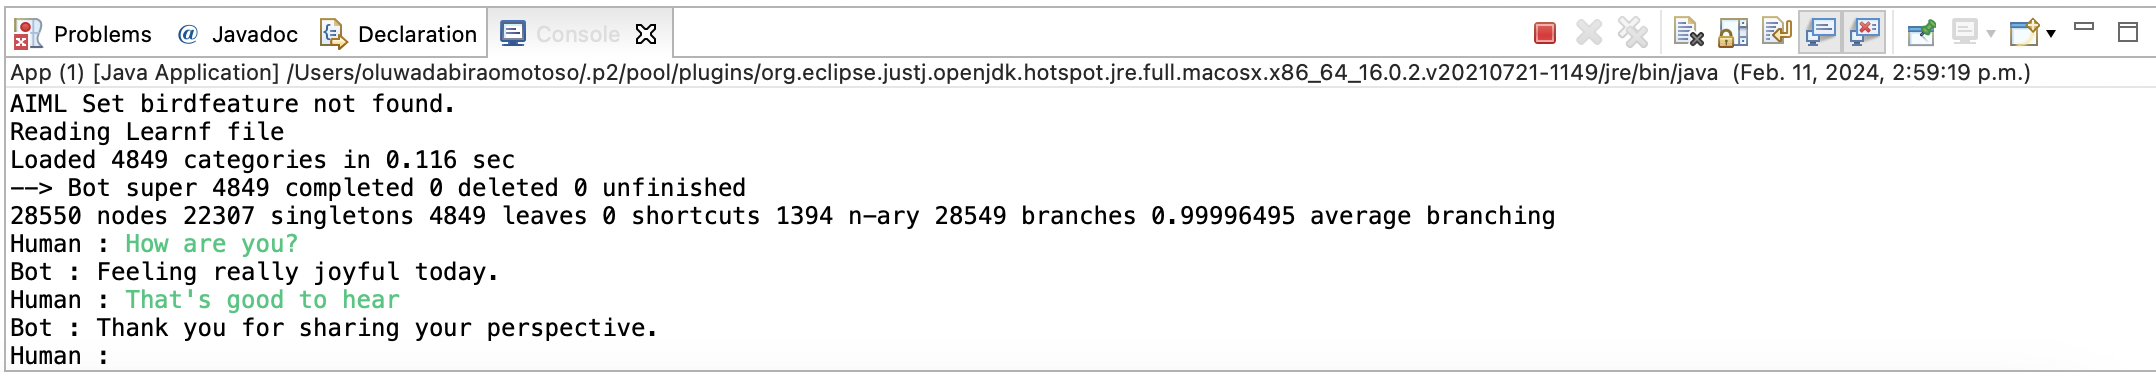 Problems @ Javadoc Declaration Console
App (1) [Java Application] /Users/oluwadabiraomotoso/.p2/pool/plugins/org.eclipse.justj.openjdk.hotspot.jre.full.macosx.x86_64_16.0.2.v20210721-1149/jre/bin/java (Feb. 11, 2024, 2:59:19 p.m.)
AIML Set birdfeature not found.
Reading Learnf file
Loaded 4849 categories in 0.116 sec
--> Bot super 4849 completed 0 deleted 0 unfinished
28550 nodes 22307 singletons 4849 leaves 0 shortcuts 1394 n-ary 28549 branches 0.99996495 average branching
Human : How are you?
Bot : Feeling really joyful today.
Human : That's good to hear
Bot : Thank you for sharing your perspective.
Human :